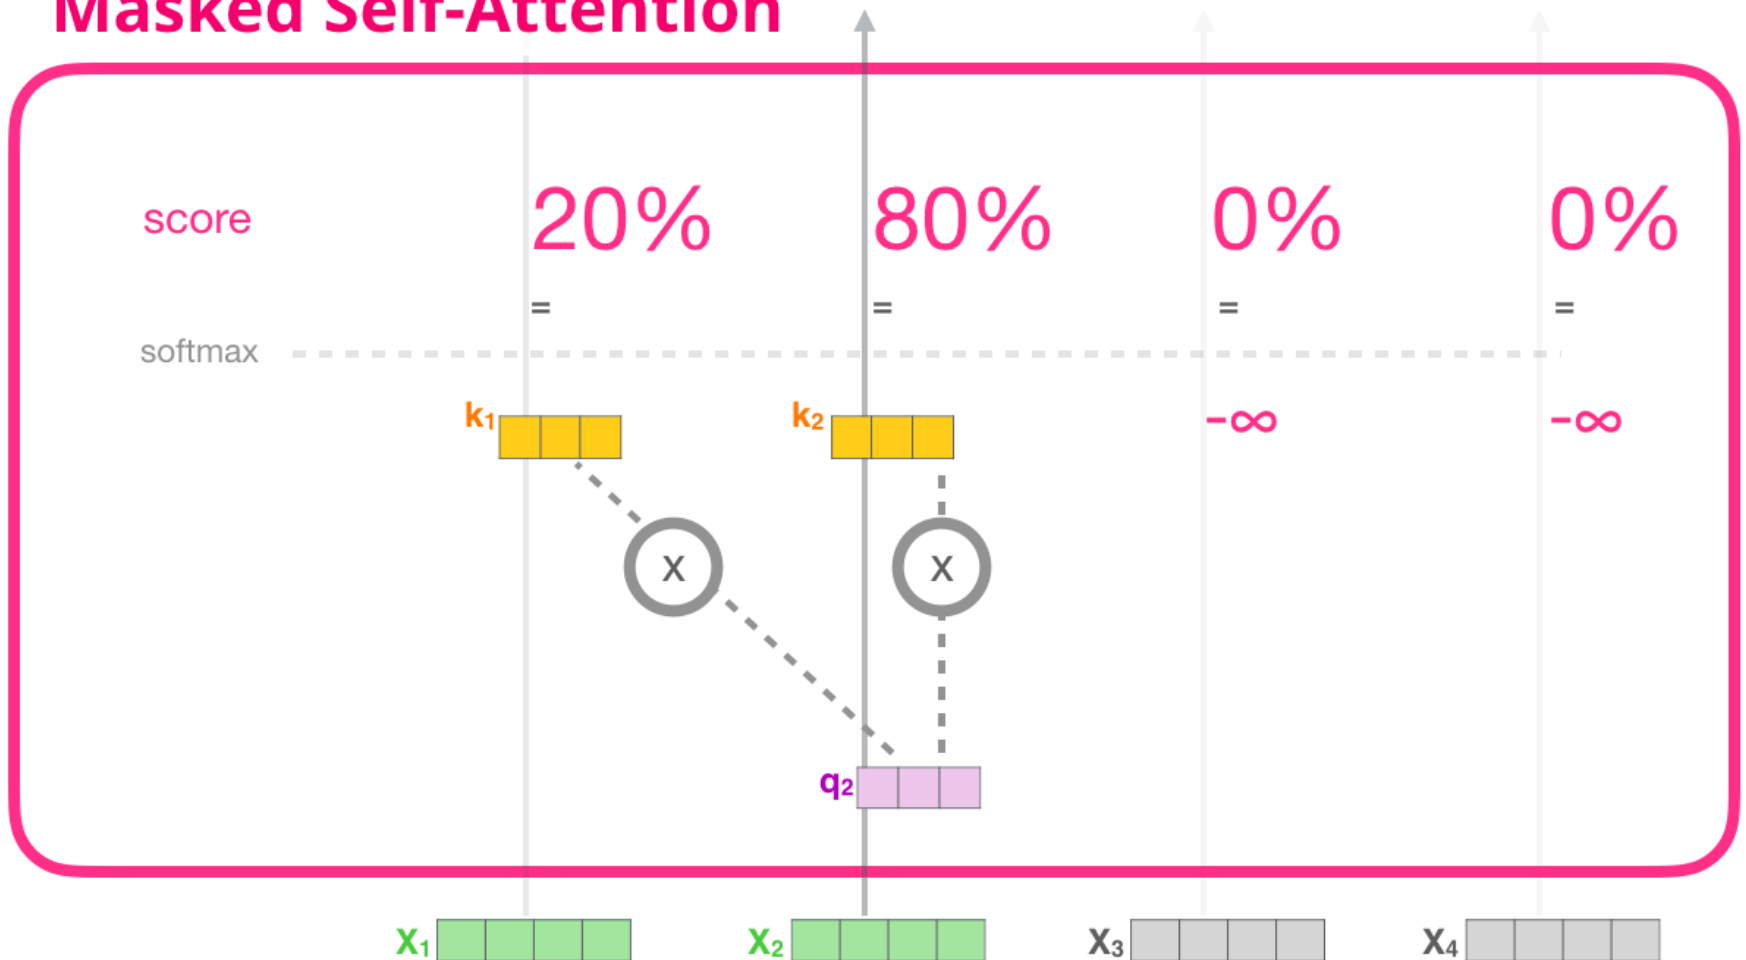 Masked Self-Attention
score 20% 80% 0% 0%
= = = =
softmax
k1 k2 -∞ -∞
X X
q2
X1 X2 X3 X4